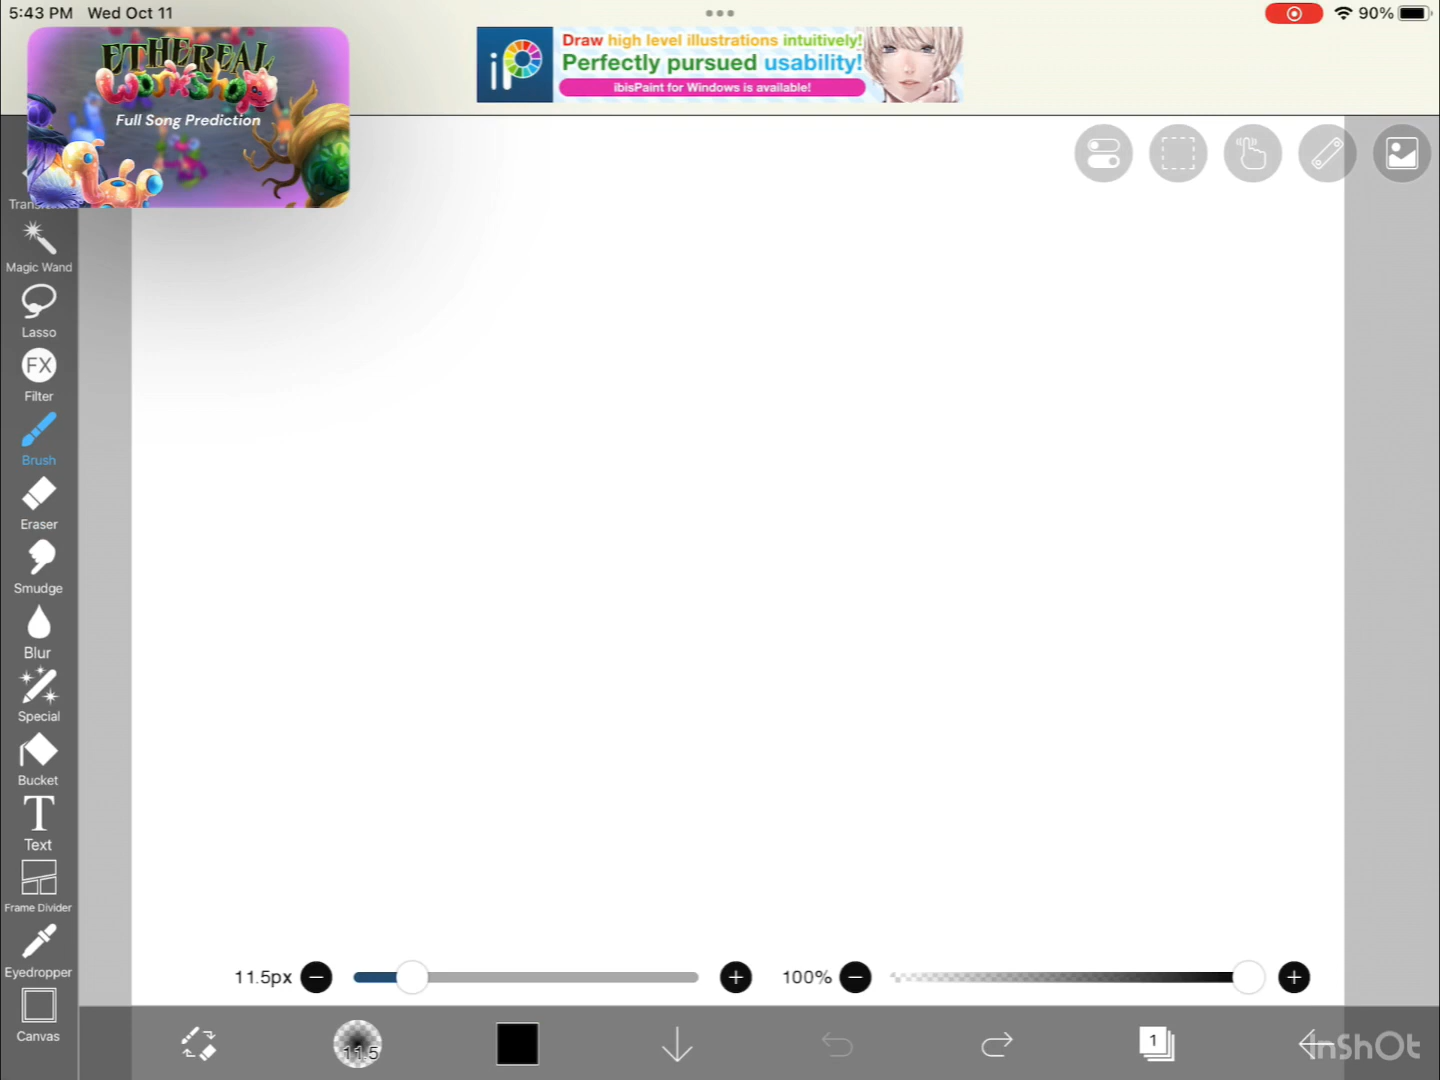 5:43 PM Wed Oct 11
90%
ETHEREAL
Workshop
Full Song Prediction
iP
Draw high level illustrations intuitively!
Perfectly pursued usability!
ibisPaint for Windows is available!
Magic Wand
Lasso
FX
Filter
Brush
Eraser
Smudge
Blur
Special
Bucket
T
Text
Frame Divider
Eyedropper
Canvas
11.5px
100%
11.5
1
InShOt